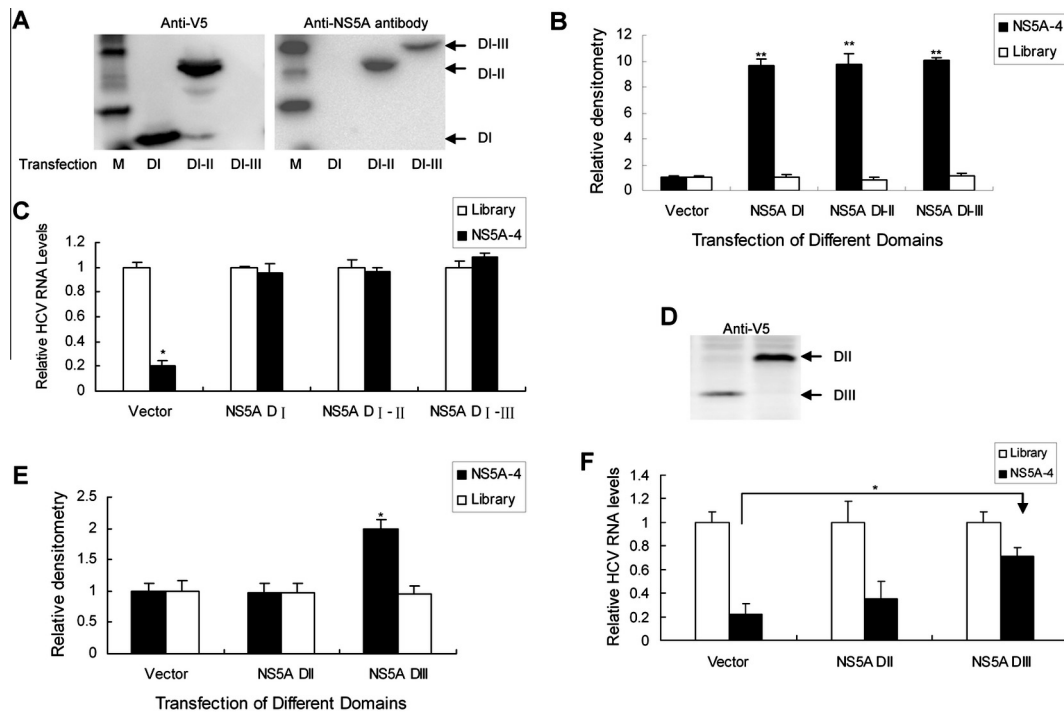 A
Anti-V5
Anti-NS5A antibody
DI-III
DI-II
DI
Transfection M DI DI-II DI-III M DI DI-II DI-III
B
NS5A-4
Library
Relative densitometry
12
10
8
6
4
2
0
** ** **
Vector NS5A DI NS5A DI-II NS5A DI-III
Transfection of Different Domains
C
Library
NS5A-4
Relative HCV RNA Levels
1.2
1
0.8
0.6
0.4
0.2
0
*
Vector NS5A D I NS5A D I - II NS5A D I - III
D
Anti-V5
DII
DIII
E
NS5A-4
Library
Relative densitometry
2.5
2
1.5
1
0.5
0
*
Vector NS5A DII NS5A DIII
Transfection of Different Domains
F
Library
NS5A-4
Relative HCV RNA levels
1.4
1.2
1
0.8
0.6
0.4
0.2
0
*
Vector NS5A DII NS5A DIII